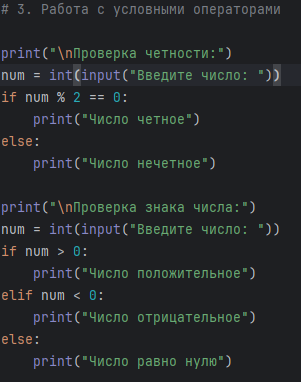 # 3. Работа с условными операторами
print("\nПроверка четности:")
num = int(input("Введите число: "))
if num % 2 == 0:
    print("Число четное")
else:
    print("Число нечетное")
print("\nПроверка знака числа:")
num = int(input("Введите число: "))
if num > 0:
    print("Число положительное")
elif num < 0:
    print("Число отрицательное")
else:
    print("Число равно нулю")